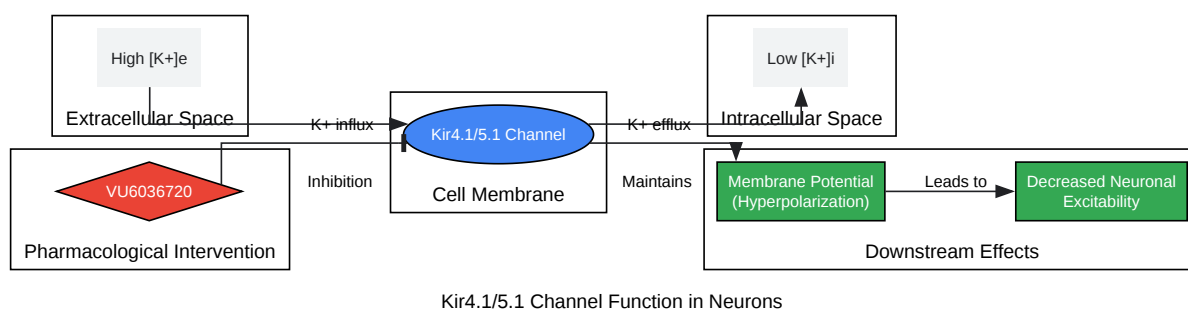 High [K+]e
Extracellular Space
K+ influx
Kir4.1/5.1 Channel
Cell Membrane
K+ efflux
Low [K+]i
Intracellular Space
VU6036720
Pharmacological Intervention
Inhibition
Maintains
Membrane Potential
(Hyperpolarization)
Leads to
Decreased Neuronal
Excitability
Downstream Effects
Kir4.1/5.1 Channel Function in Neurons